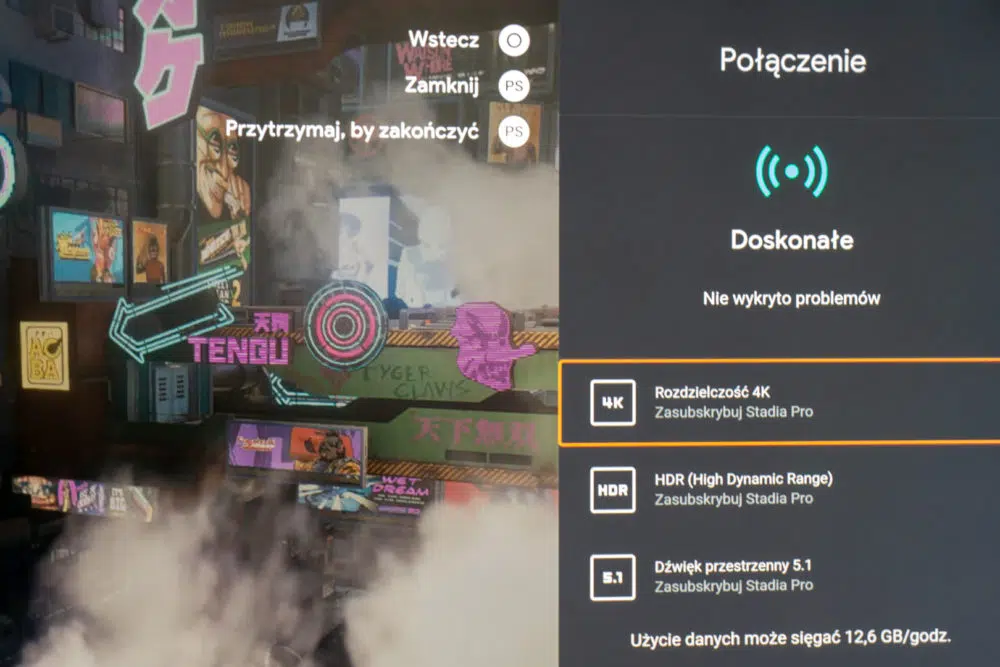 Wstecz
Zamknij PS
Przytrzymaj, by zakończyć PS
TENGU
TYGER
CLAWS
WET
DREAM
Połączenie
Doskonałe
Nie wykryto problemów
4K
Rozdzielczość 4K
Zasubskrybuj Stadia Pro
HDR
HDR (High Dynamic Range)
Zasubskrybuj Stadia Pro
5.1
Dźwięk przestrzenny 5.1
Zasubskrybuj Stadia Pro
Użycie danych może sięgać 12,6 GB/godz.